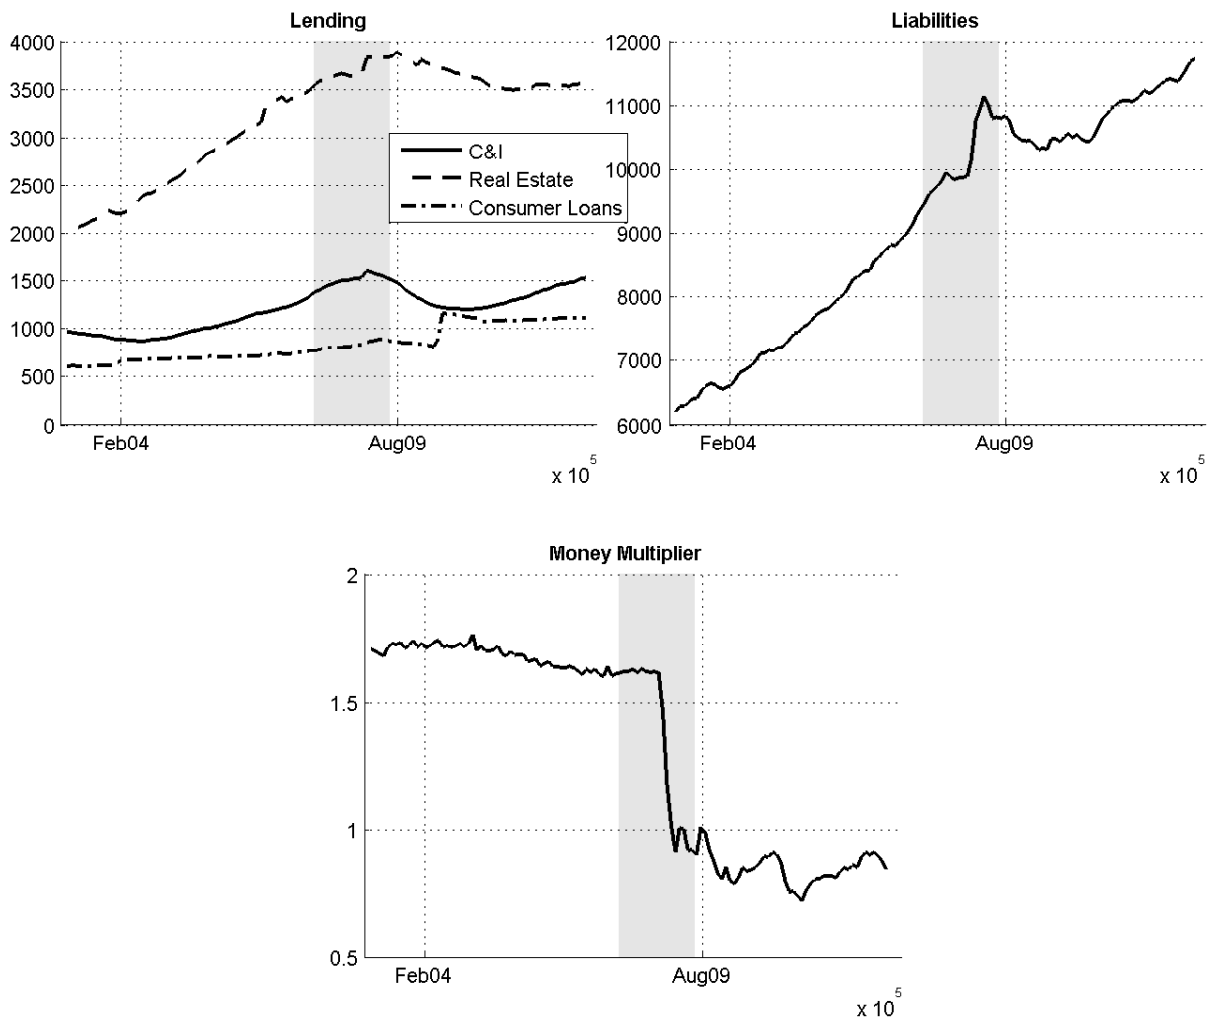 Lending
4000
3500
3000
2500
2000
1500
1000
500
0
C&I
Real Estate
Consumer Loans
Feb04
Aug09
x 10^5
Liabilities
12000
11000
10000
9000
8000
7000
6000
Feb04
Aug09
x 10^5
Money Multiplier
2
1.5
1
0.5
Feb04
Aug09
x 10^5